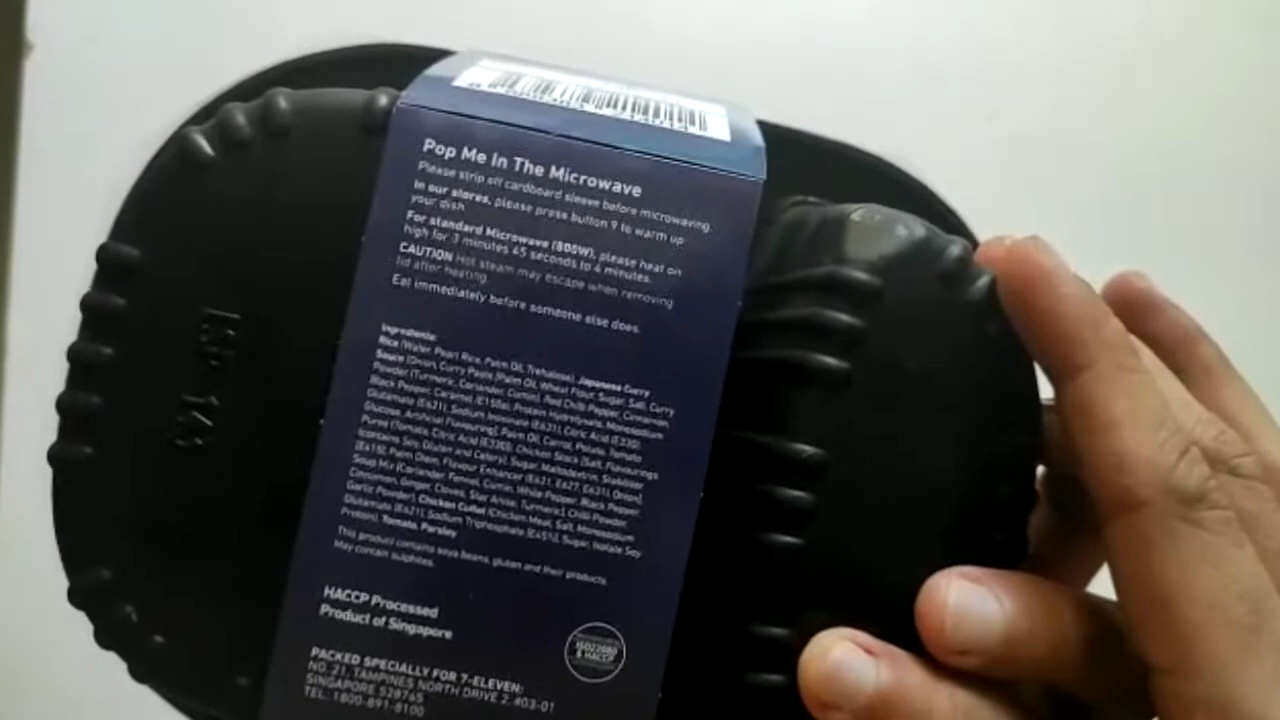 Pop Me In The Microwave
Please strip off cardboard sleeve before microwaving.
In our stores, please press button 9 to warm up
your dish
For standard Microwave (800W), please heat on
high for 3 minutes 45 seconds to 4 minutes.
CAUTION Hot steam may escape when removing
lid after heating
Eat immediately before someone else does.
Ingredients:
Rice (Water, Pearl Rice, Palm Oil, Trehalose), Japanese Curry
Sauce (Onion, Curry Paste (Palm Oil, Wheat Flour, Sugar, Salt, Curry
Powder (Turmeric, Coriander, Cumin), Red Chilli Pepper, Cinnamon,
Black Pepper, Caramel (E150a), Protein Hydrolysate, Monosodium
Glutamate (E621), Sodium Inosinate (E631), Citric Acid (E330),
Glucose, Artificial Flavouring), Palm Oil, Carrot, Potato, Tomato
Puree (Tomato, Citric Acid (E330)), Chicken Stock (Salt, Flavourings
(contains Soy, Gluten and Celery), Sugar, Maltodextrin, Stabiliser
(E415), Palm Olein, Flavour Enhancer (E621, E627, E631), Onion),
Soup Mix (Coriander, Fennel, Cumin, White Pepper, Black Pepper,
Cinnamon, Ginger, Cloves, Star Anise, Turmeric), Chilli Powder,
Garlic Powder), Chicken Cutlet (Chicken Meat, Salt, Monosodium
Glutamate (E621), Sodium Triphosphate (E451), Sugar, Isolate Soy
Protein), Tomato, Parsley
This product contains soya beans, gluten and their products.
May contain sulphites.
HACCP Processed
Product of Singapore
ISO22000
& HACCP
PACKED SPECIALLY FOR 7-ELEVEN:
NO. 21, TAMPINES NORTH DRIVE 2, #03-01
SINGAPORE 528765
TEL. 1800-891-8100